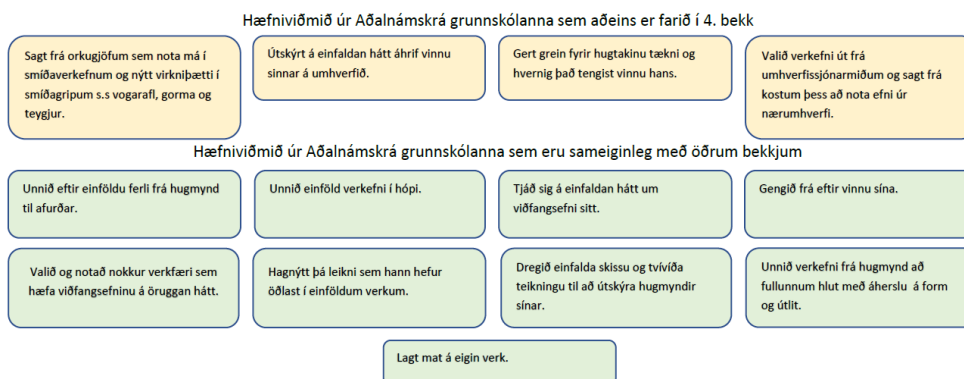 Hæfniviðmið úr Aðalnámskrá grunnskólanna sem aðeins er farið í 4. bekk
Sagt frá orkugjöfum sem nota má í
smíðaverkefnum og nýtt virkniþætti í
smíðagripum s.s vogarafl, gorma og
teygjur.
Útskýrt á einfaldan hátt áhrif vinnu
sinnar á umhverfið.
Gert grein fyrir hugtakinu tækni og
hvernig það tengist vinnu hans.
Valið verkefni út frá
umhverfissjónarmiðum og sagt frá
kostum þess að nota efni úr
nærumhverfi.
Hæfniviðmið úr Aðalnámskrá grunnskólanna sem eru sameiginleg með öðrum bekkjum
Unnið eftir einföldu ferli frá hugmynd
til afurðar.
Unnið einföld verkefni í hópi.
Tjáð sig á einfaldan hátt um
viðfangsefni sitt.
Gengið frá eftir vinnu sína.
Valið og notað nokkur verkfæri sem
hæfa viðfangsefninu á öruggan hátt.
Hagnýtt þá leikni sem hann hefur
öðlast í einföldum verkum.
Dregið einfalda skissu og tvívíða
teikningu til að útskýra hugmyndir
sínar.
Unnið verkefni frá hugmynd að
fullunnum hlut með áherslu á form
og útlit.
Lagt mat á eigin verk.